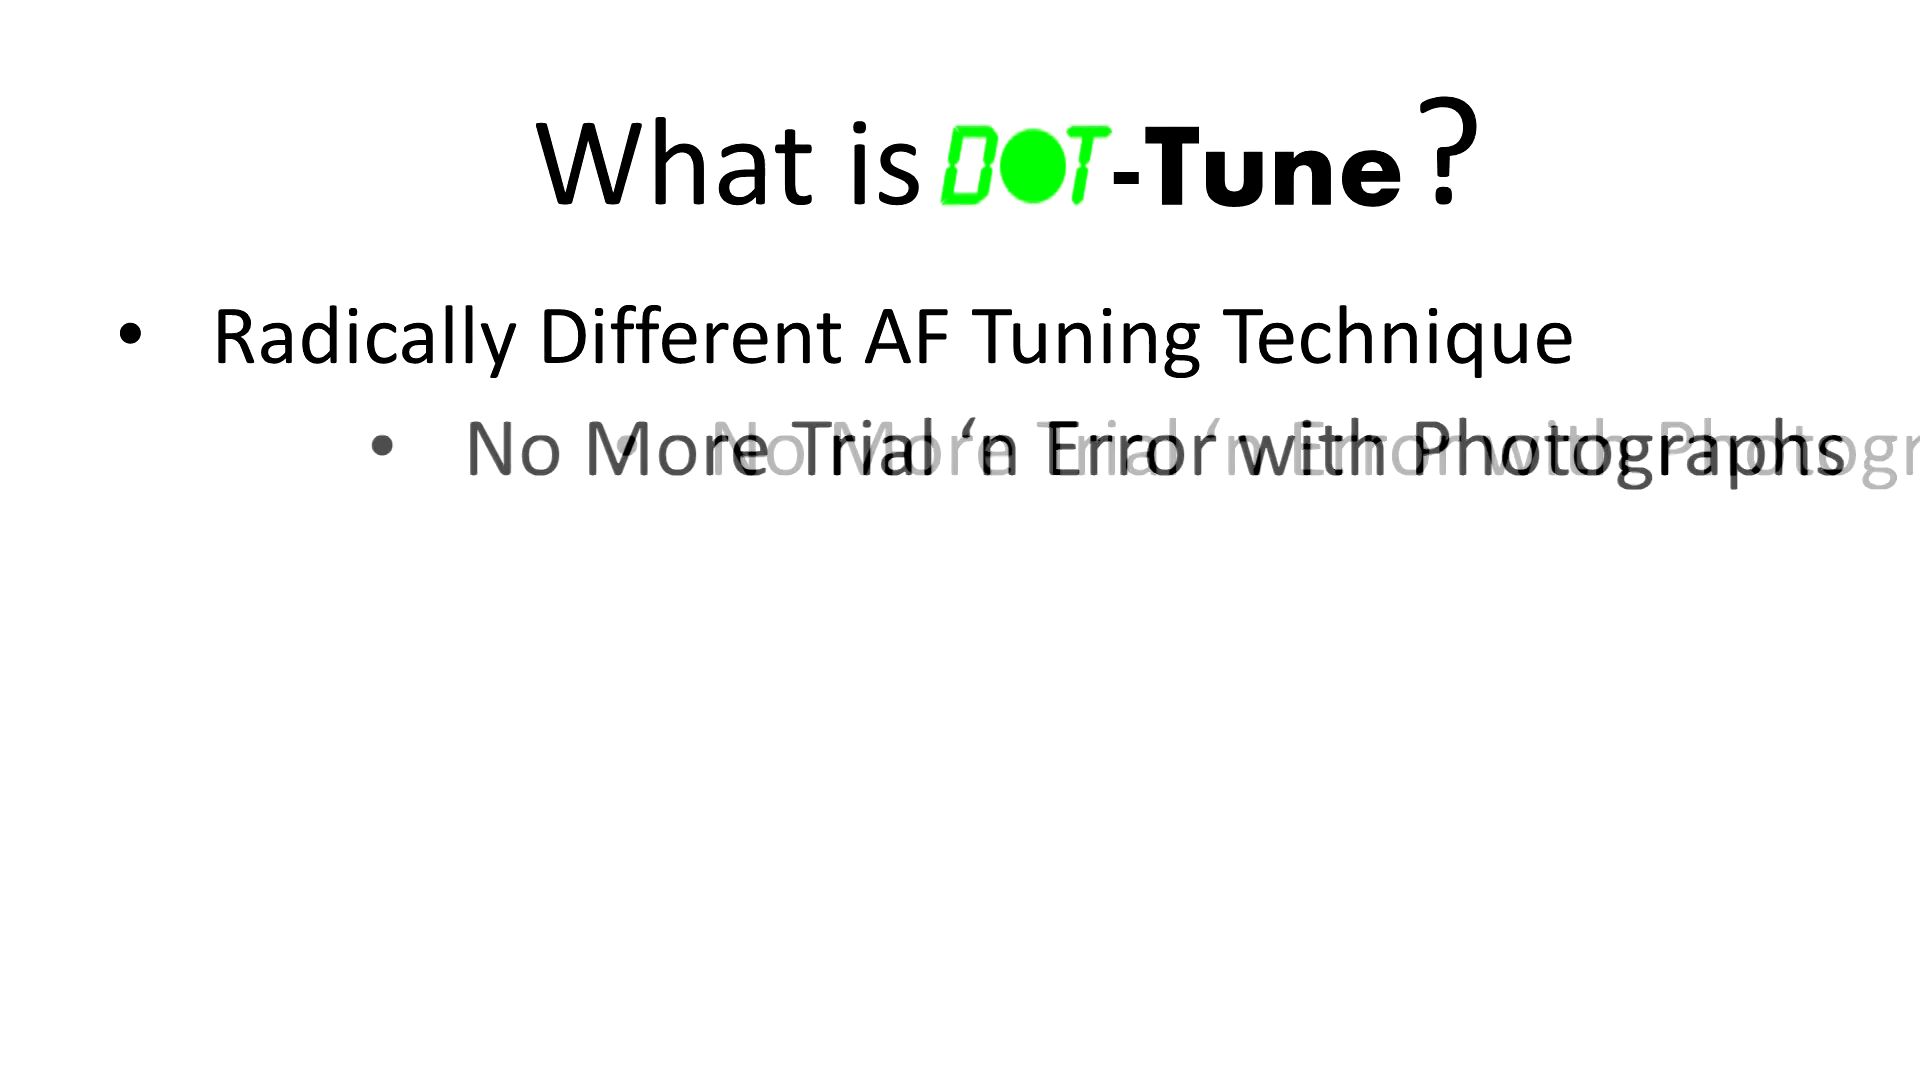 What is DOT-Tune?
• Radically Different AF Tuning Technique
• No More Trial ‘n Error with Photographs